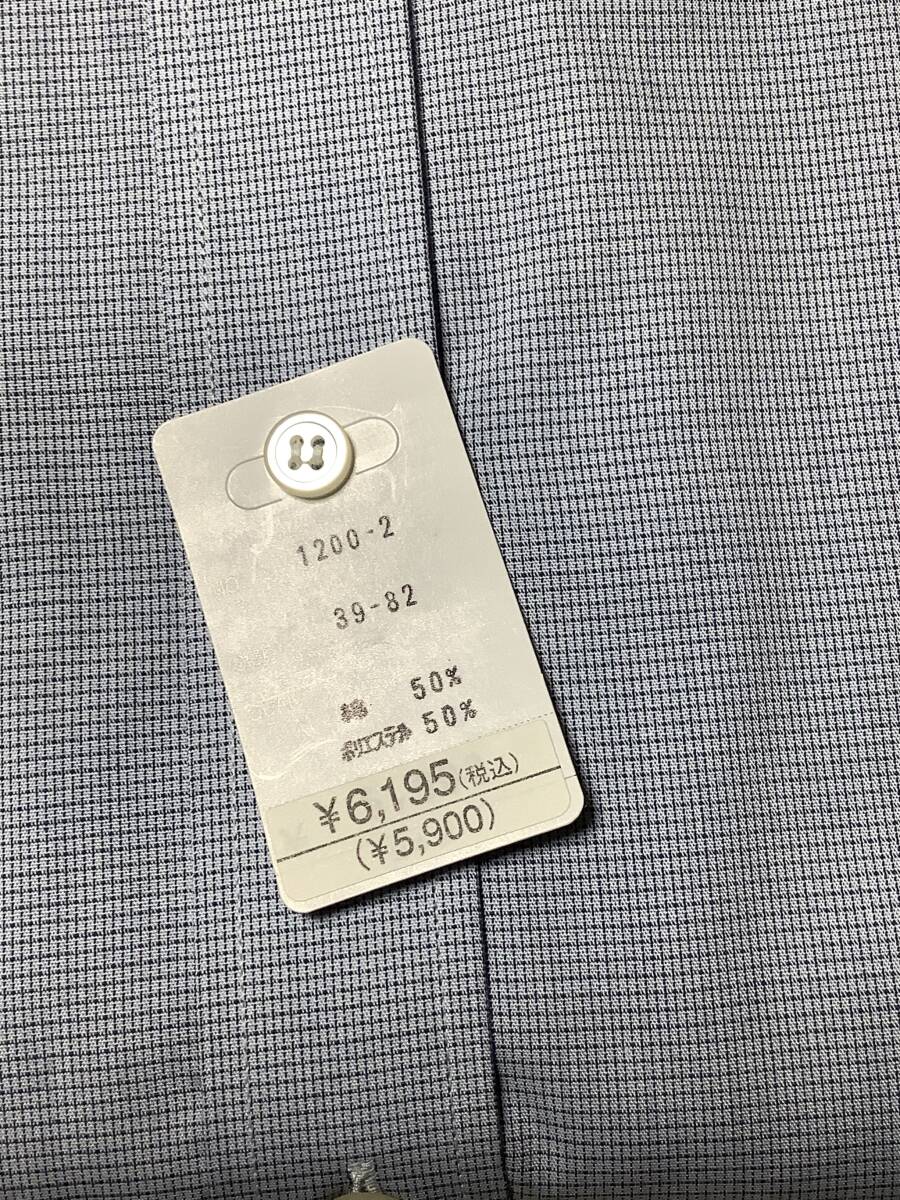 1200-2
39-82
綿 50%
ポリエステル 50%
¥6,195(税込)
(¥5,900)